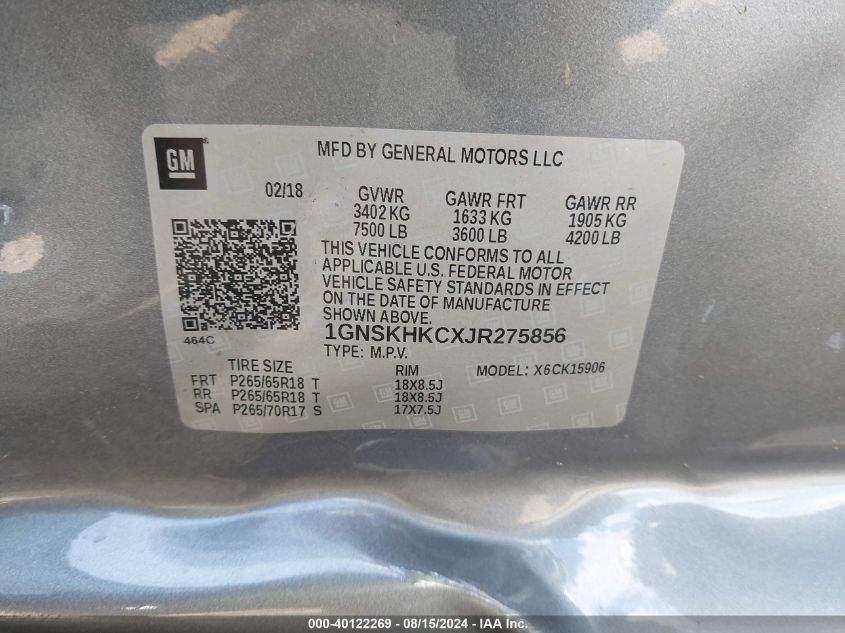 GM
MFD BY GENERAL MOTORS LLC
02/18 GVWR GAWR FRT GAWR RR
3402 KG 1633 KG 1905 KG
7500 LB 3600 LB 4200 LB
THIS VEHICLE CONFORMS TO ALL
APPLICABLE U.S. FEDERAL MOTOR
VEHICLE SAFETY STANDARDS IN EFFECT
ON THE DATE OF MANUFACTURE
SHOWN ABOVE.
464C
1GNSKHKCXJR275856
TYPE: M.P.V.
TIRE SIZE RIM MODEL: X6CK15906
FRT P265/65R18 T 18X8.5J
RR P265/65R18 T 18X8.5J
SPA P265/70R17 S 17X7.5J
000-40122269 - 08/15/2024 - IAA Inc.